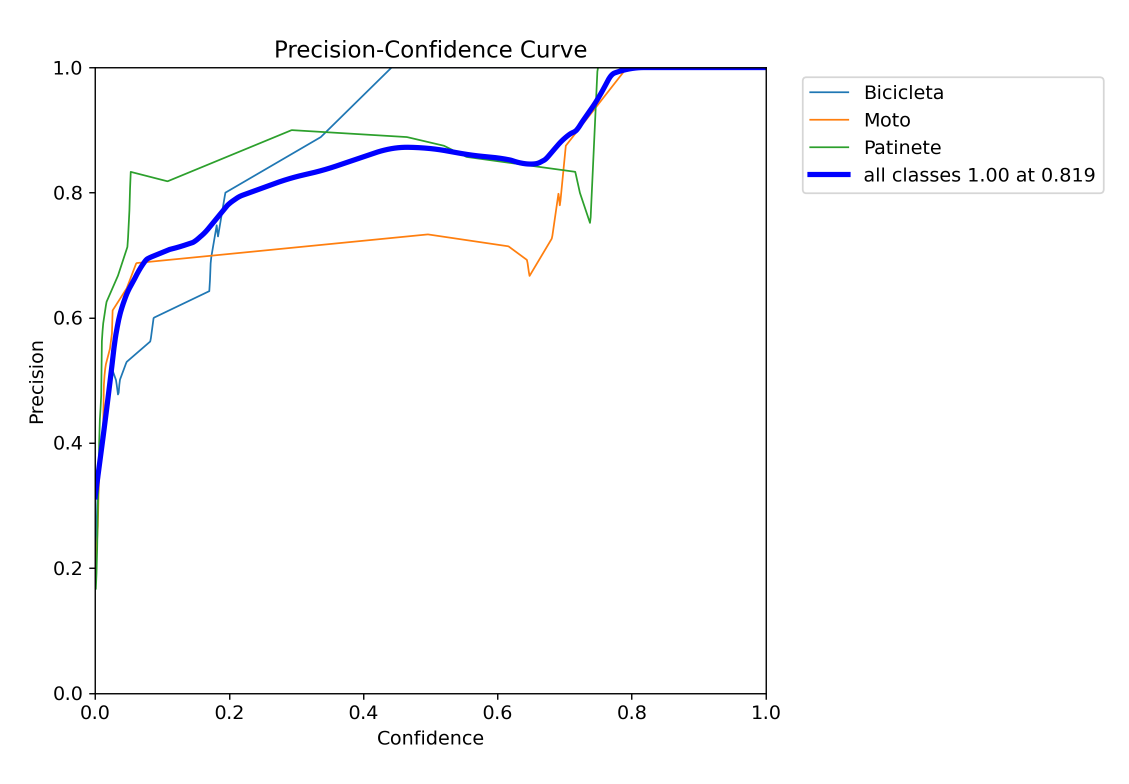 Precision-Confidence Curve
1.0
0.8
0.6
0.4
0.2
0.0
Precision
0.0 0.2 0.4 0.6 0.8 1.0
Confidence
Bicicleta
Moto
Patinete
all classes 1.00 at 0.819